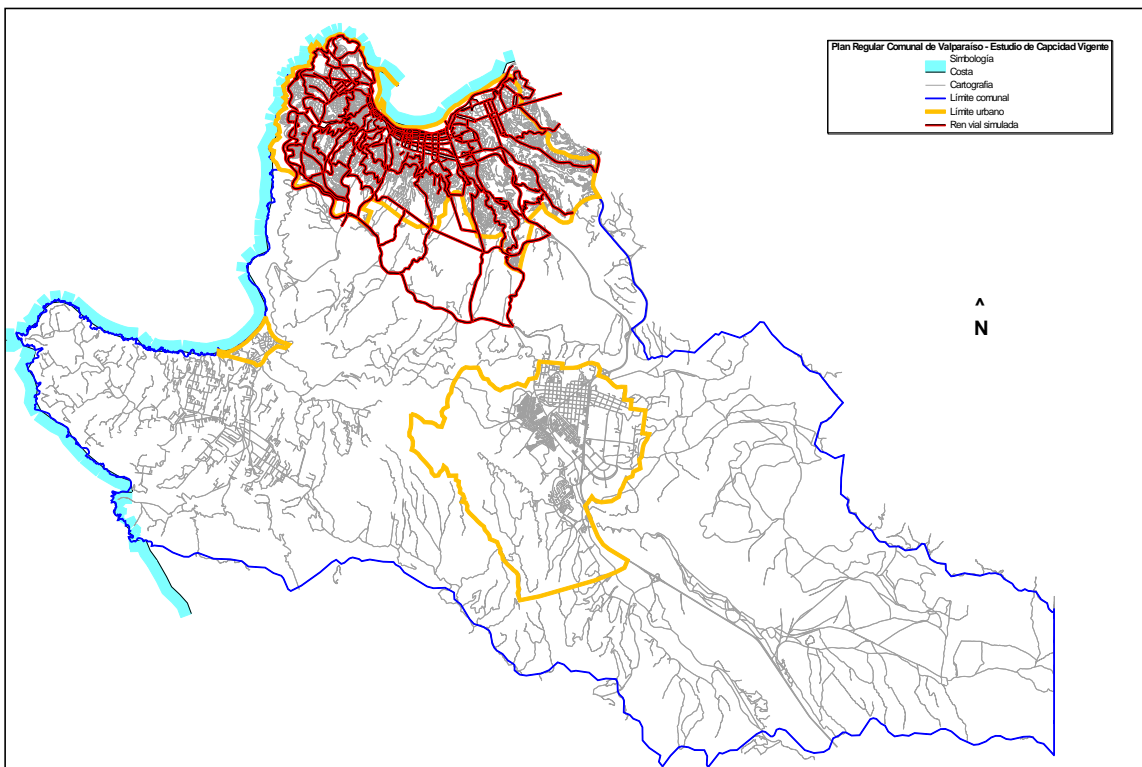 Plan Regular Comunal de Valparaíso - Estudio de Capcidad Vigente
Simbología
Costa
Cartografía
Límite comunal
Límite urbano
Ren vial simulada
^
N